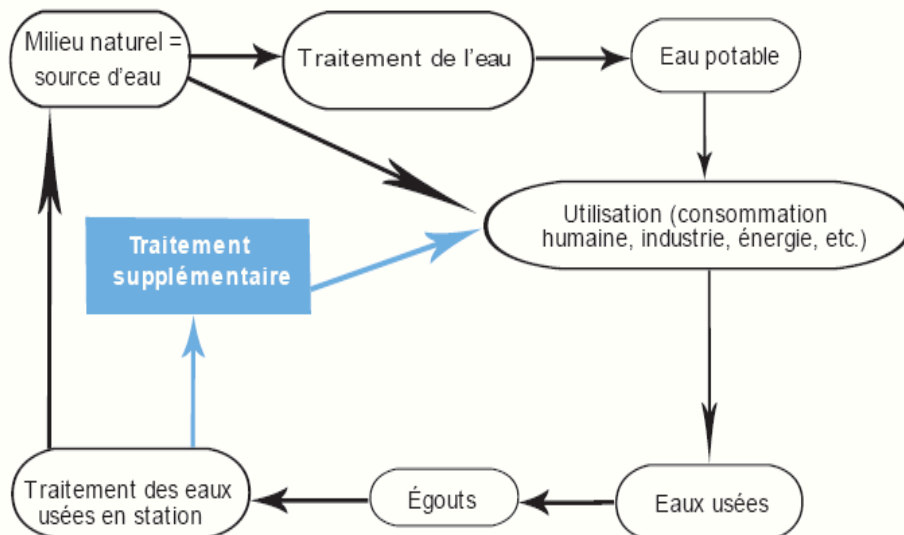 Milieu naturel =
source d'eau
Traitement de l'eau
Eau potable
Utilisation (consommation
humaine, industrie, énergie, etc.)
Traitement
supplémentaire
Traitement des eaux
usées en station
Égouts
Eaux usées